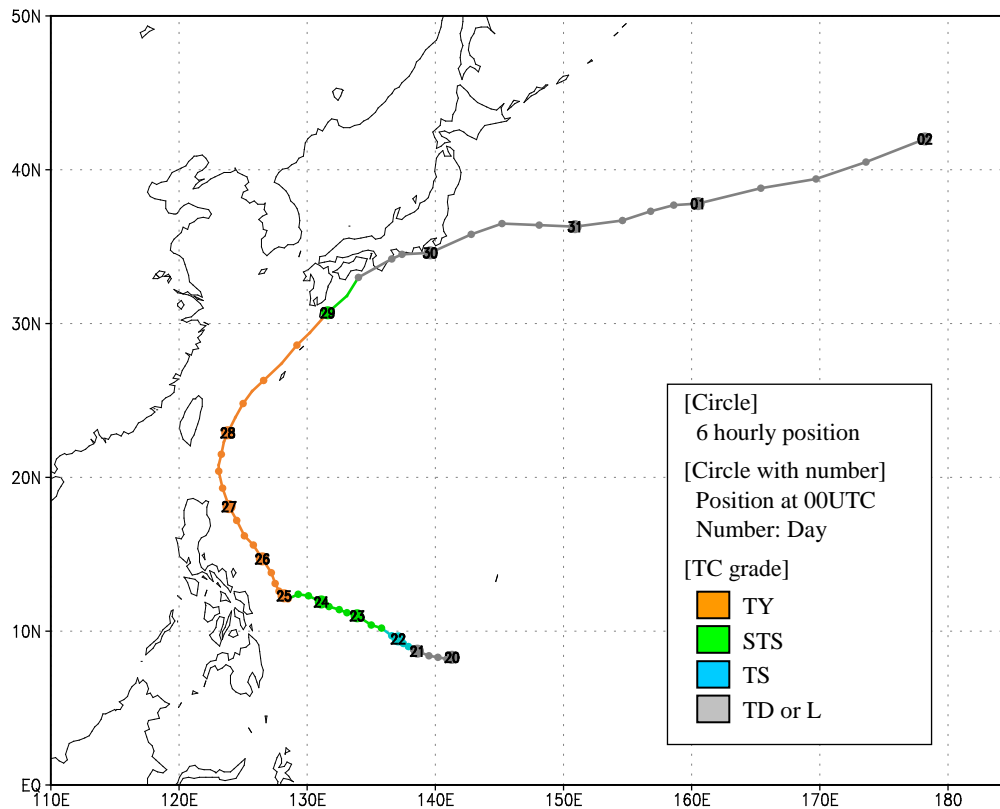 50N
40N
30N
20N
10N
EQ
110E
120E
130E
140E
150E
160E
170E
180
02
01
31
30
29
28
27
26
25
24
23
22
21
20
[Circle]
6 hourly position
[Circle with number]
Position at 00UTC
Number: Day
[TC grade]
TY
STS
TS
TD or L